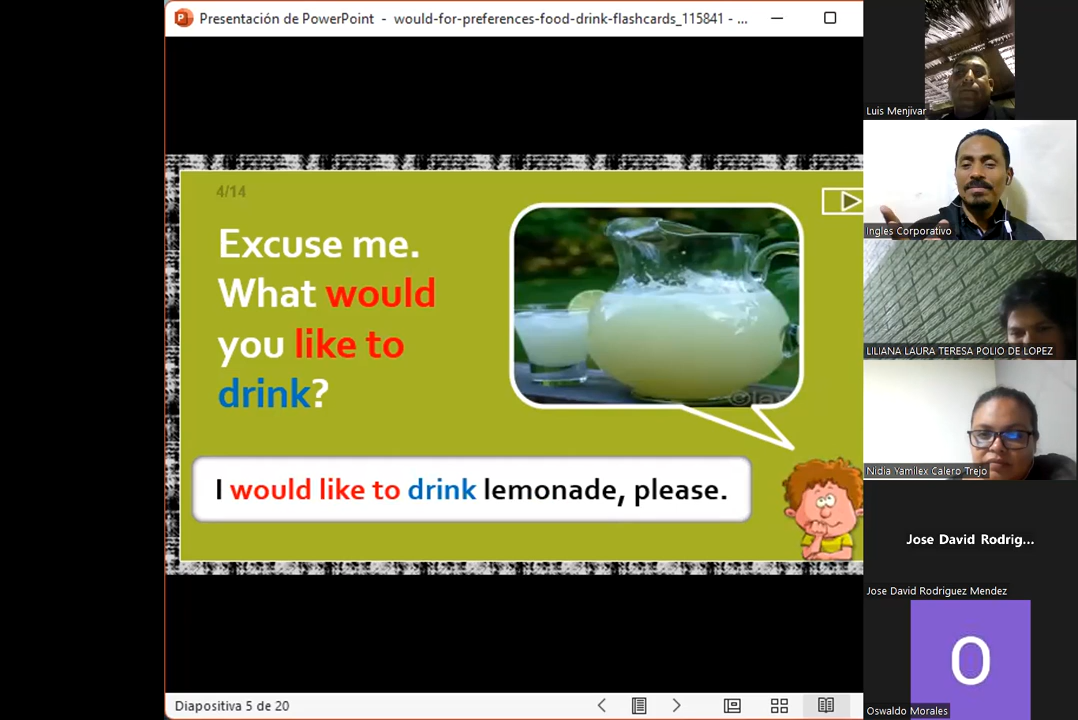 Presentación de PowerPoint - would-for-preferences-food-drink-flashcards_115841 - ...
4/14
Excuse me.
What would
you like to
drink?
I would like to drink lemonade, please.
Diapositiva 5 de 20
Luis Menjivar
Ingles Corporativo
LILIANA LAURA TERESA POLIO DE LOPEZ
Nidia Yamilex Calero Trejo
Jose David Rodrig...
Jose David Rodriguez Mendez
O
Oswaldo Morales